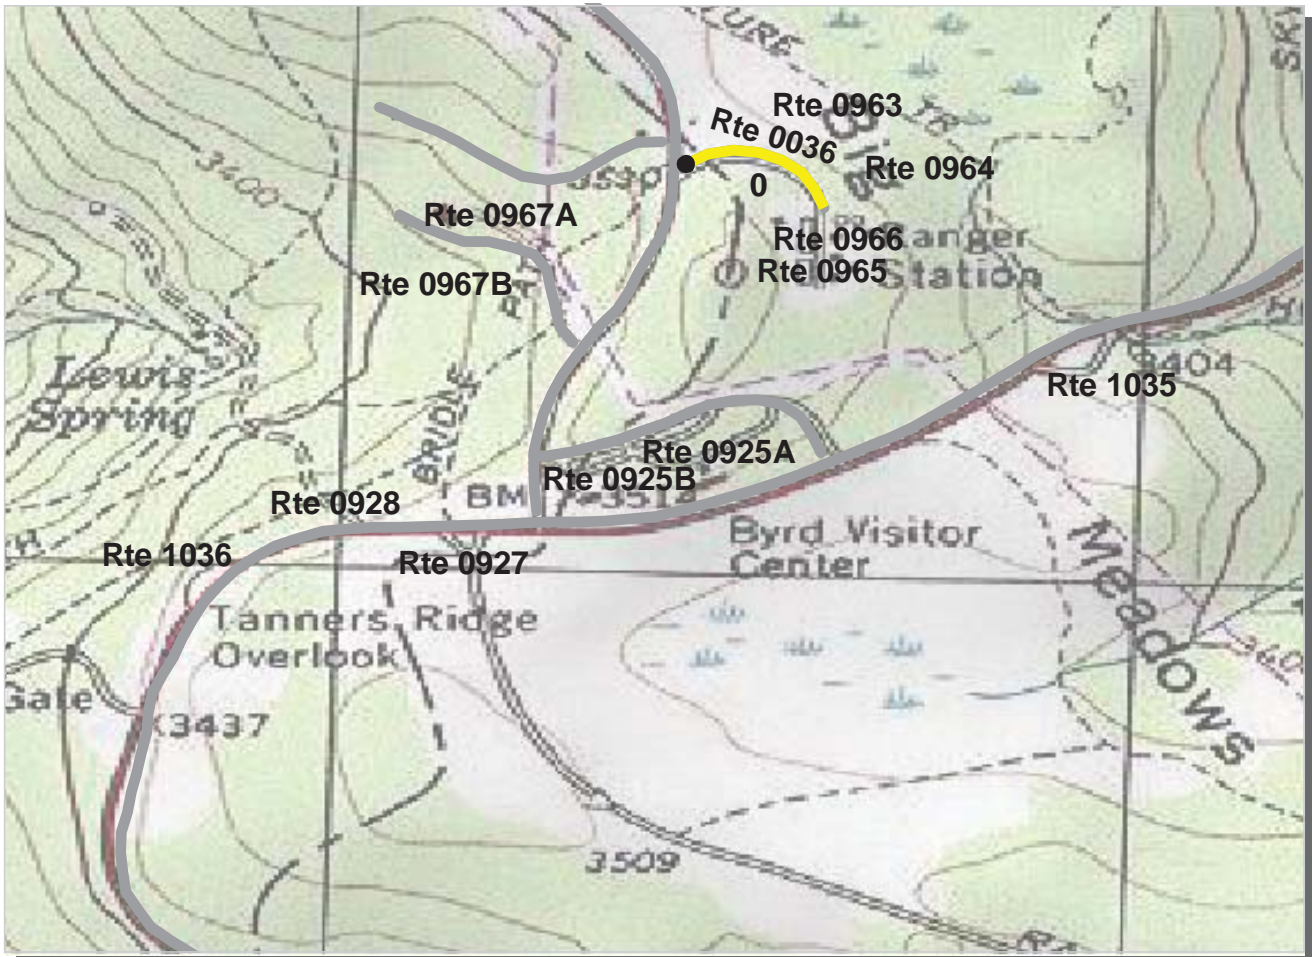 Rte 0963
Rte 0036
Big
Rte 0964
3400
0
Rte 0967A
Rte 0966
Ranger
Station
Rte 0965
Rte 0967B
Lewis
Spring
3404
Rte 1035
BRIDLE
Rte 0925A
Rte 0925B
BM
Rte 0928
Byrd Visitor
Center
Rte 1036
Rte 0927
Meadows
Tanners Ridge
Overlook
Gate
3437
3509